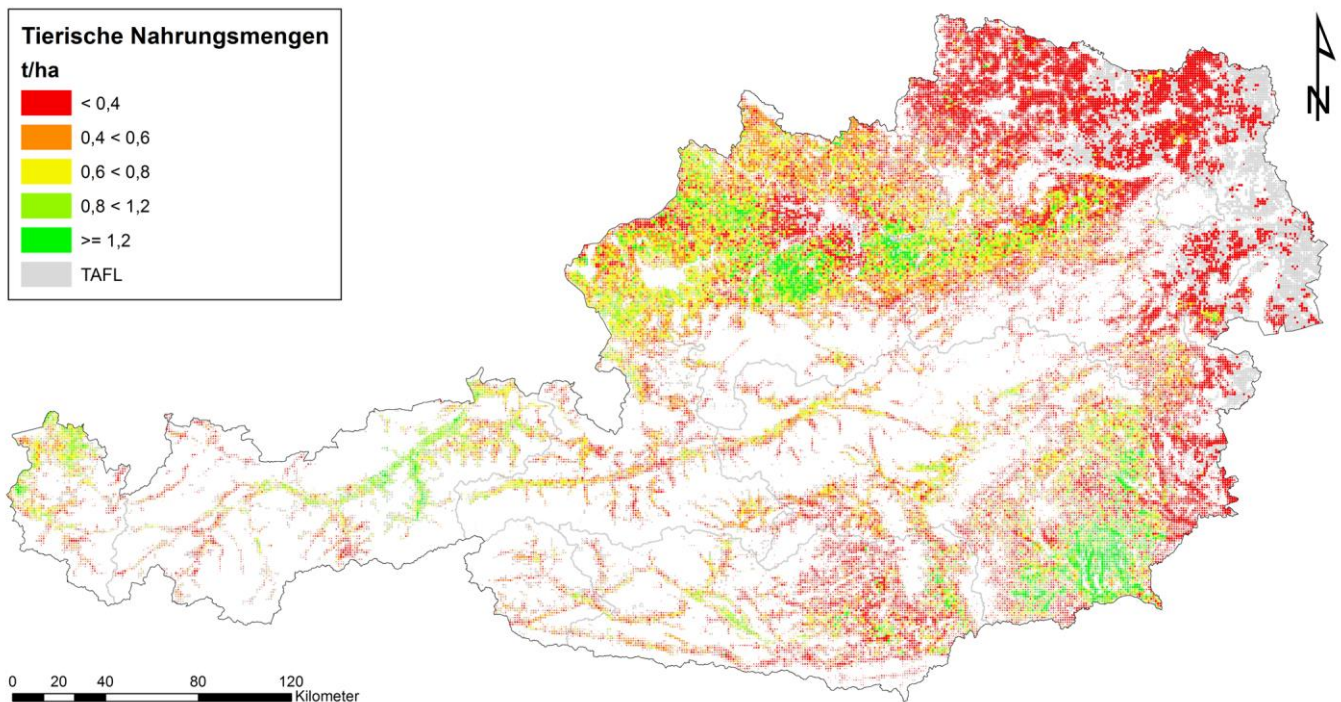 Tierische Nahrungsmengen
t/ha
< 0,4
0,4 < 0,6
0,6 < 0,8
0,8 < 1,2
>= 1,2
TAFL
N
0 20 40 80 120
Kilometer